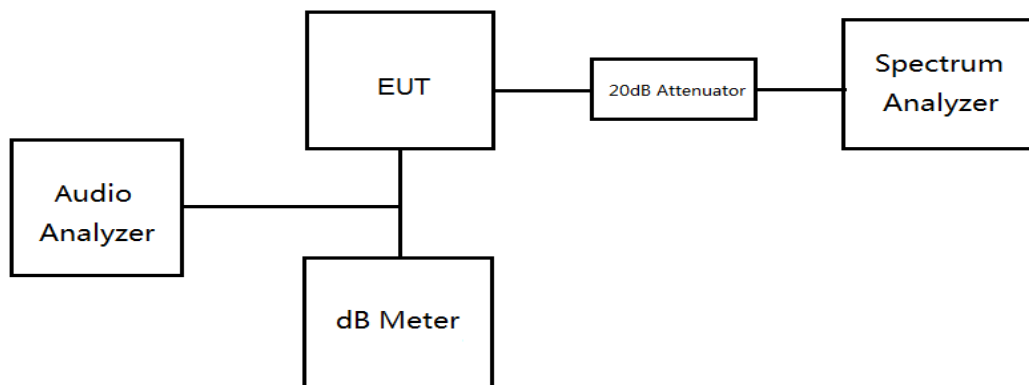 EUT
20dB Attenuator
Spectrum
Analyzer
Audio
Analyzer
dB Meter